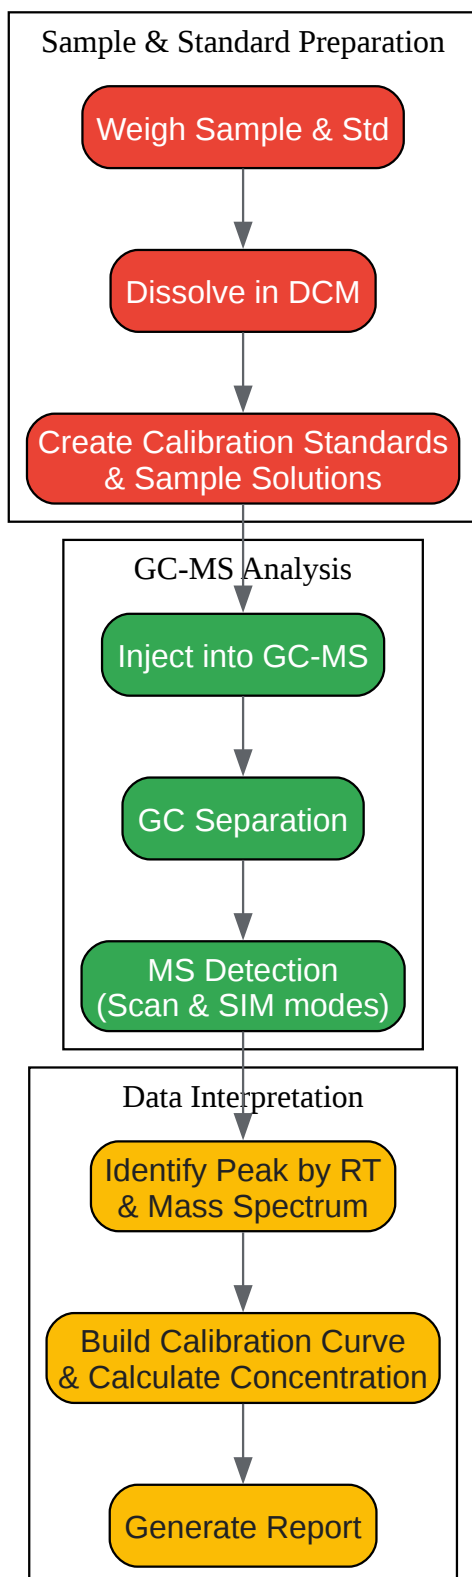 Sample & Standard Preparation
Weigh Sample & Std
Dissolve in DCM
Create Calibration Standards
& Sample Solutions
GC-MS Analysis
Inject into GC-MS
GC Separation
MS Detection
(Scan & SIM modes)
Data Interpretation
Identify Peak by RT
& Mass Spectrum
Build Calibration Curve
& Calculate Concentration
Generate Report